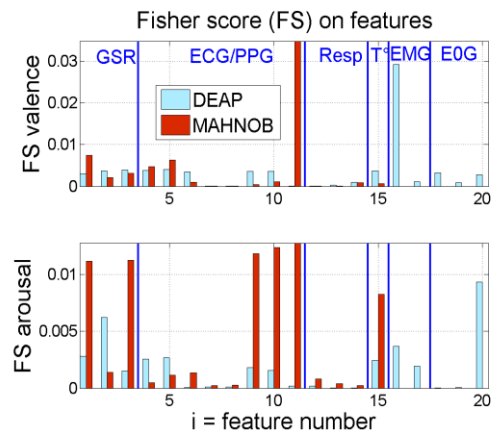 Fisher score (FS) on features
GSR ECG/PPG Resp T° EMG E0G
FS valence
0.03
0.02
0.01
0
DEAP
MAHNOB
5 10 15 20
FS arousal
0.01
0.005
0
5 10 15 20
i = feature number